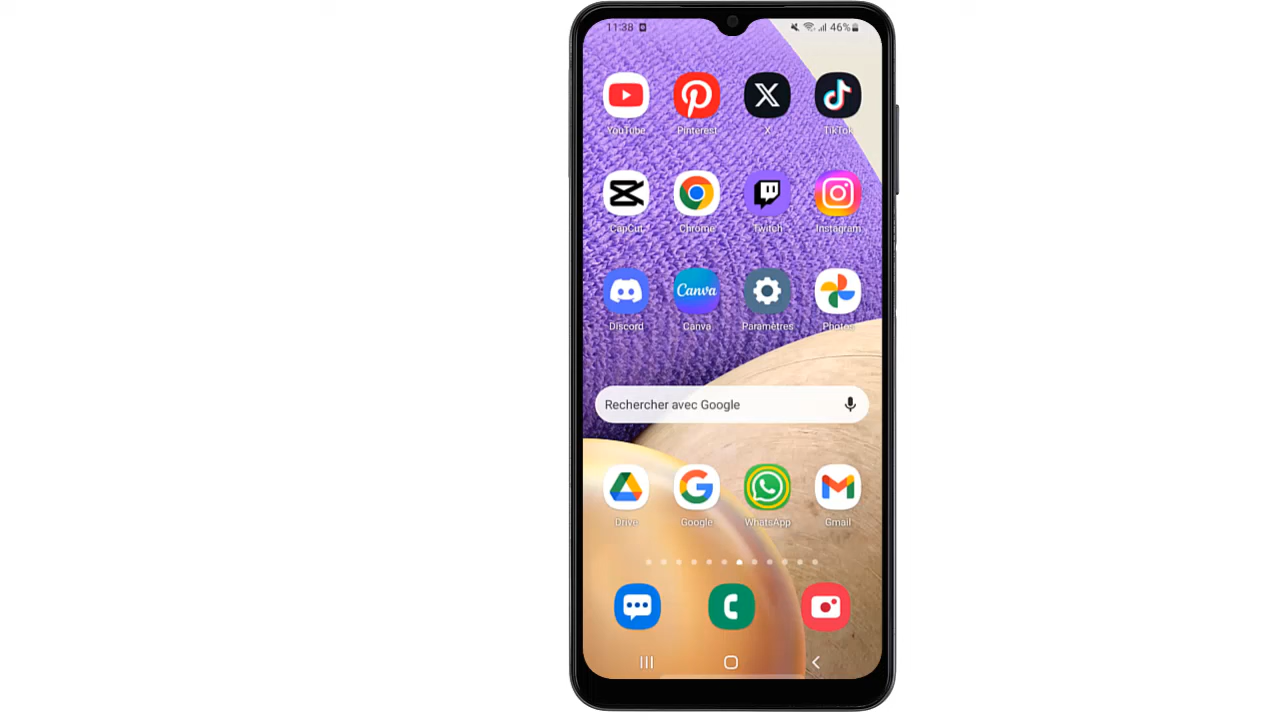 11:38 46%
YouTube Pinterest X TikTok
CapCut Chrome Twitch Instagram
Canva
Discord Canva Paramètres Photos
Rechercher avec Google
Drive Google WhatsApp Gmail